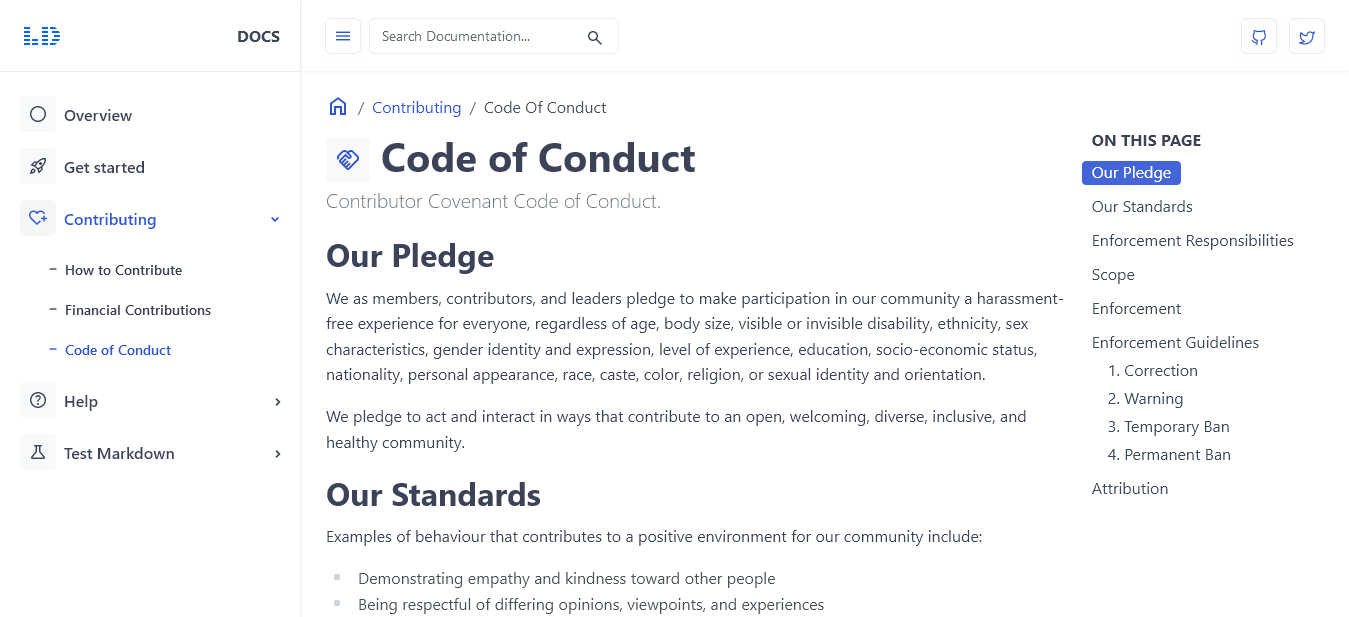 LD DOCS
Search Documentation...
Overview
Get started
Contributing
– How to Contribute
– Financial Contributions
– Code of Conduct
Help
Test Markdown
/ Contributing / Code Of Conduct
Code of Conduct
Contributor Covenant Code of Conduct.
Our Pledge
We as members, contributors, and leaders pledge to make participation in our community a harassment-
free experience for everyone, regardless of age, body size, visible or invisible disability, ethnicity, sex
characteristics, gender identity and expression, level of experience, education, socio-economic status,
nationality, personal appearance, race, caste, color, religion, or sexual identity and orientation.
We pledge to act and interact in ways that contribute to an open, welcoming, diverse, inclusive, and
healthy community.
Our Standards
Examples of behaviour that contributes to a positive environment for our community include:
Demonstrating empathy and kindness toward other people
Being respectful of differing opinions, viewpoints, and experiences
ON THIS PAGE
Our Pledge
Our Standards
Enforcement Responsibilities
Scope
Enforcement
Enforcement Guidelines
1. Correction
2. Warning
3. Temporary Ban
4. Permanent Ban
Attribution